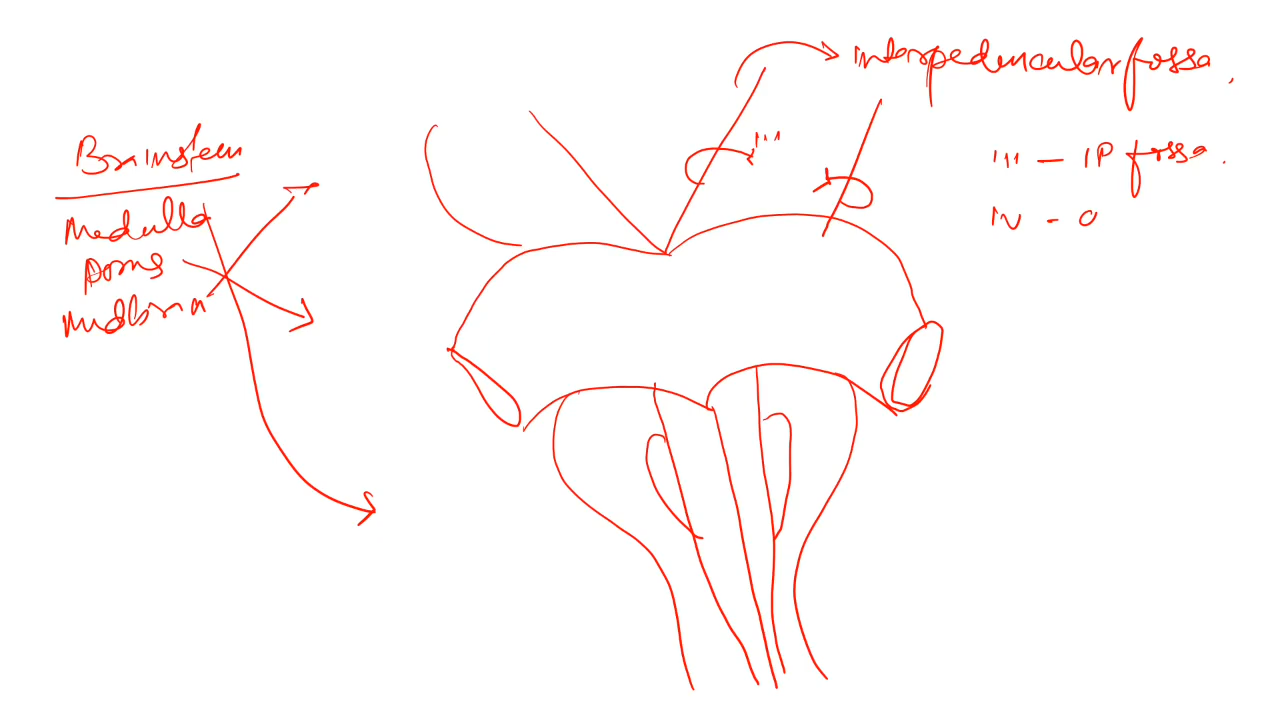 interpeduncular fossa.
III
Brainstem
III - IP fossa.
Medulla
IV - o
pons
midbrain